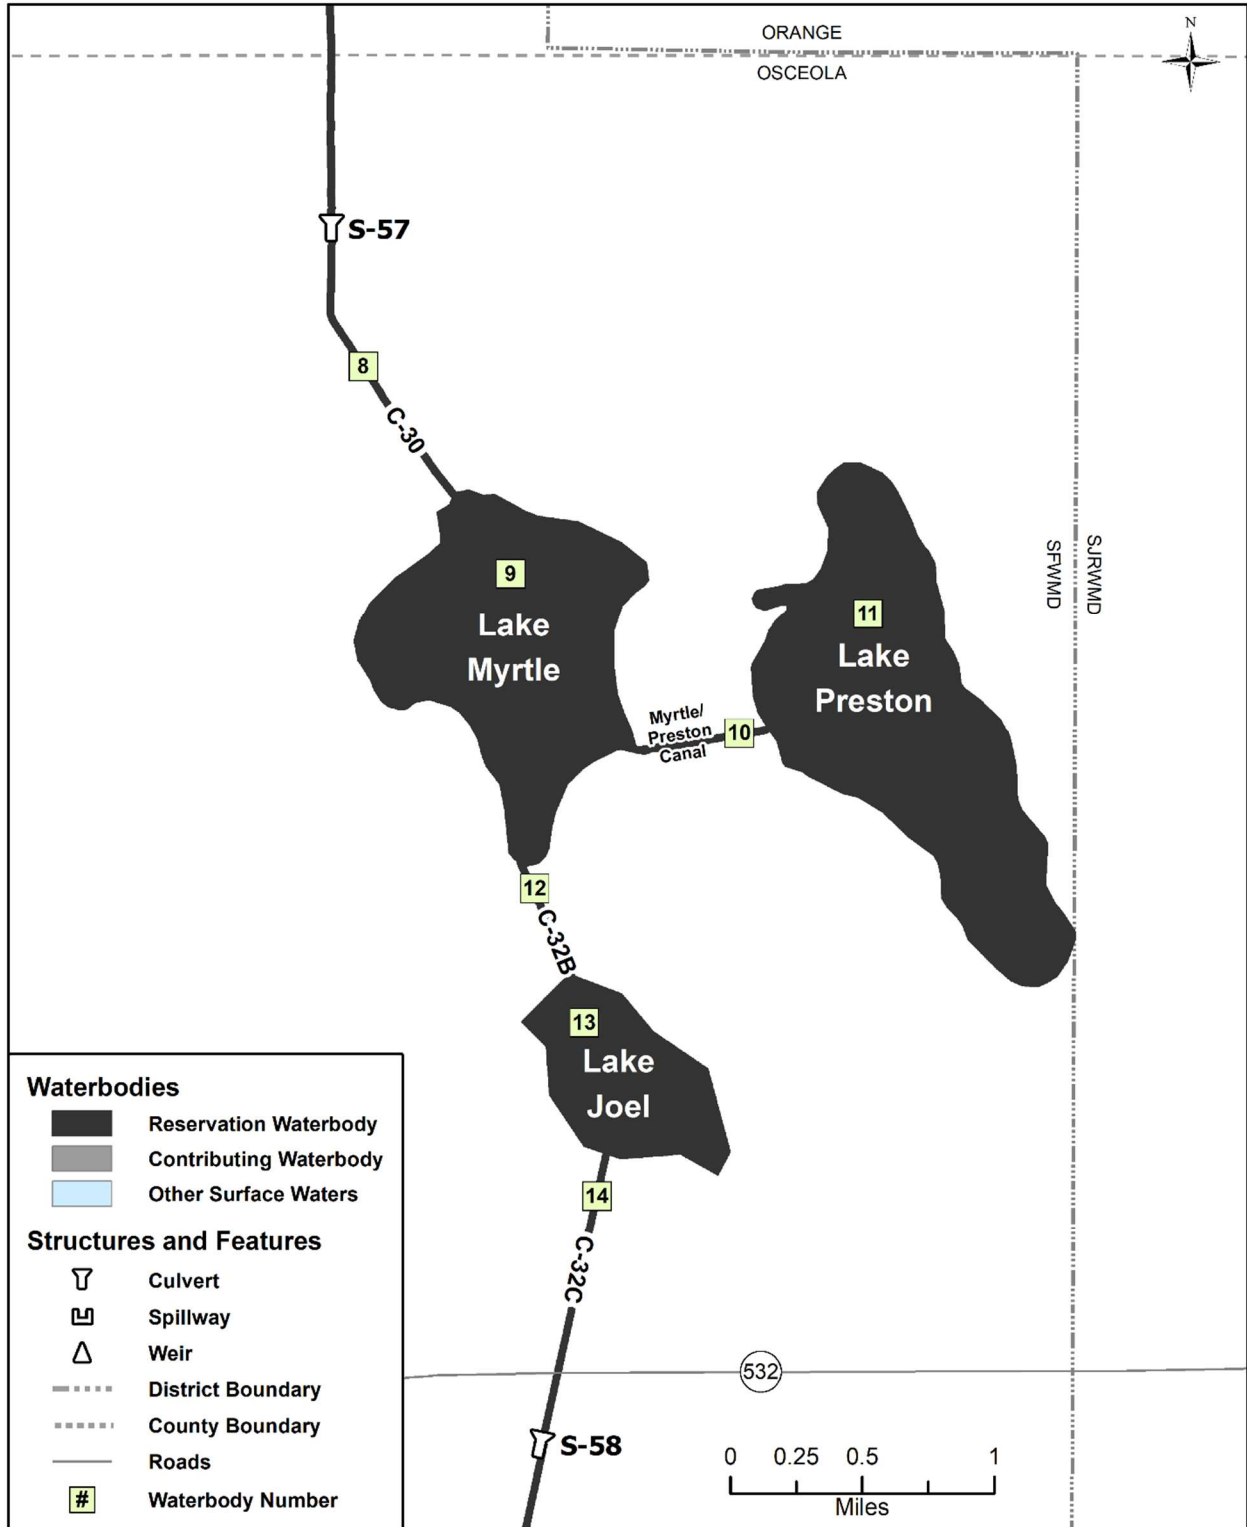 ORANGE
N
OSCEOLA
S-57
8
C-30
9
Lake
Myrtle
SFWMD
SJRWMD
11
Lake
Preston
Myrtle/
Preston
Canal
10
12
C-32B
13
Lake
Joel
14
C-32C
532
S-58
0 0.25 0.5 1
Miles
Waterbodies
Reservation Waterbody
Contributing Waterbody
Other Surface Waters
Structures and Features
Culvert
Spillway
Weir
District Boundary
County Boundary
Roads
# Waterbody Number